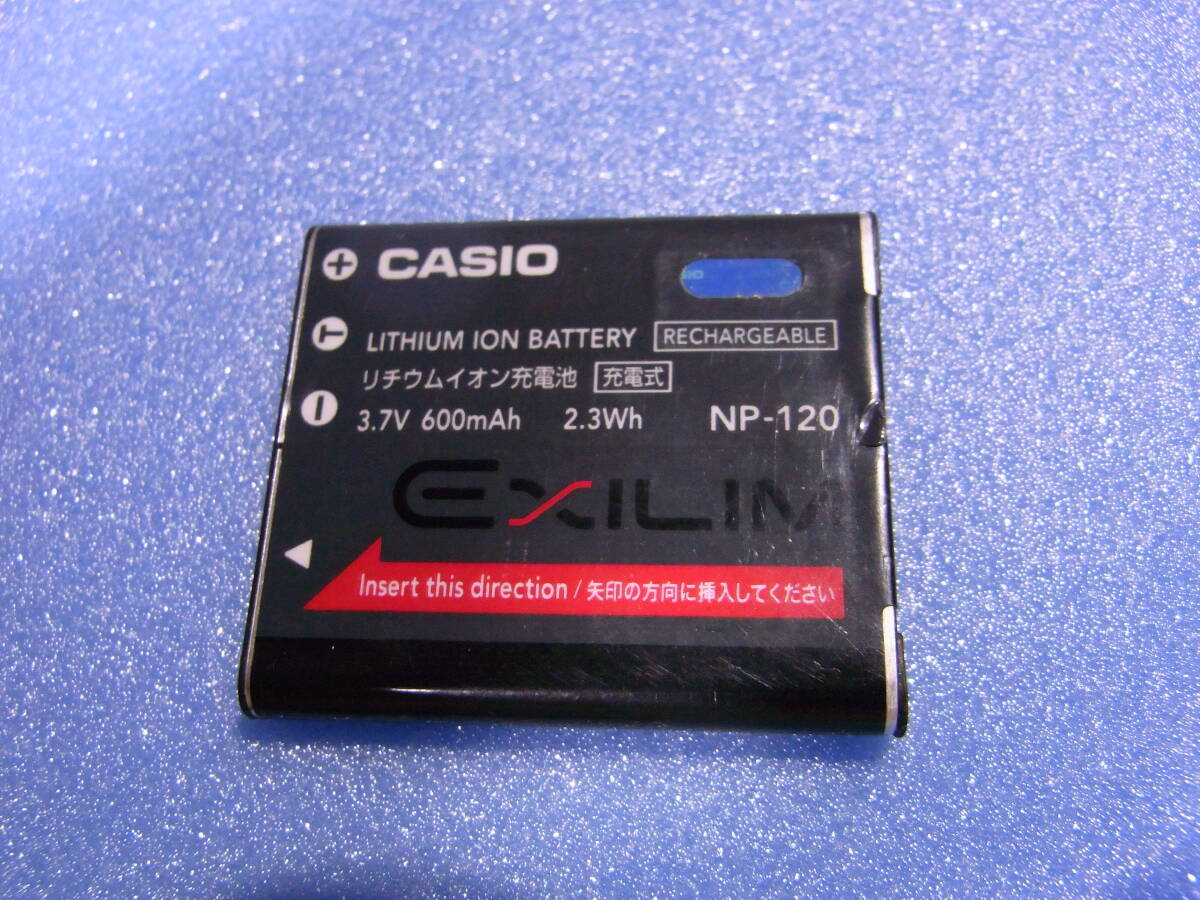 CASIO
LITHIUM ION BATTERY RECHARGEABLE
リチウムイオン充電池 充電式
3.7V 600mAh 2.3Wh NP-120
EXILIM
Insert this direction / 矢印の方向に挿入してください